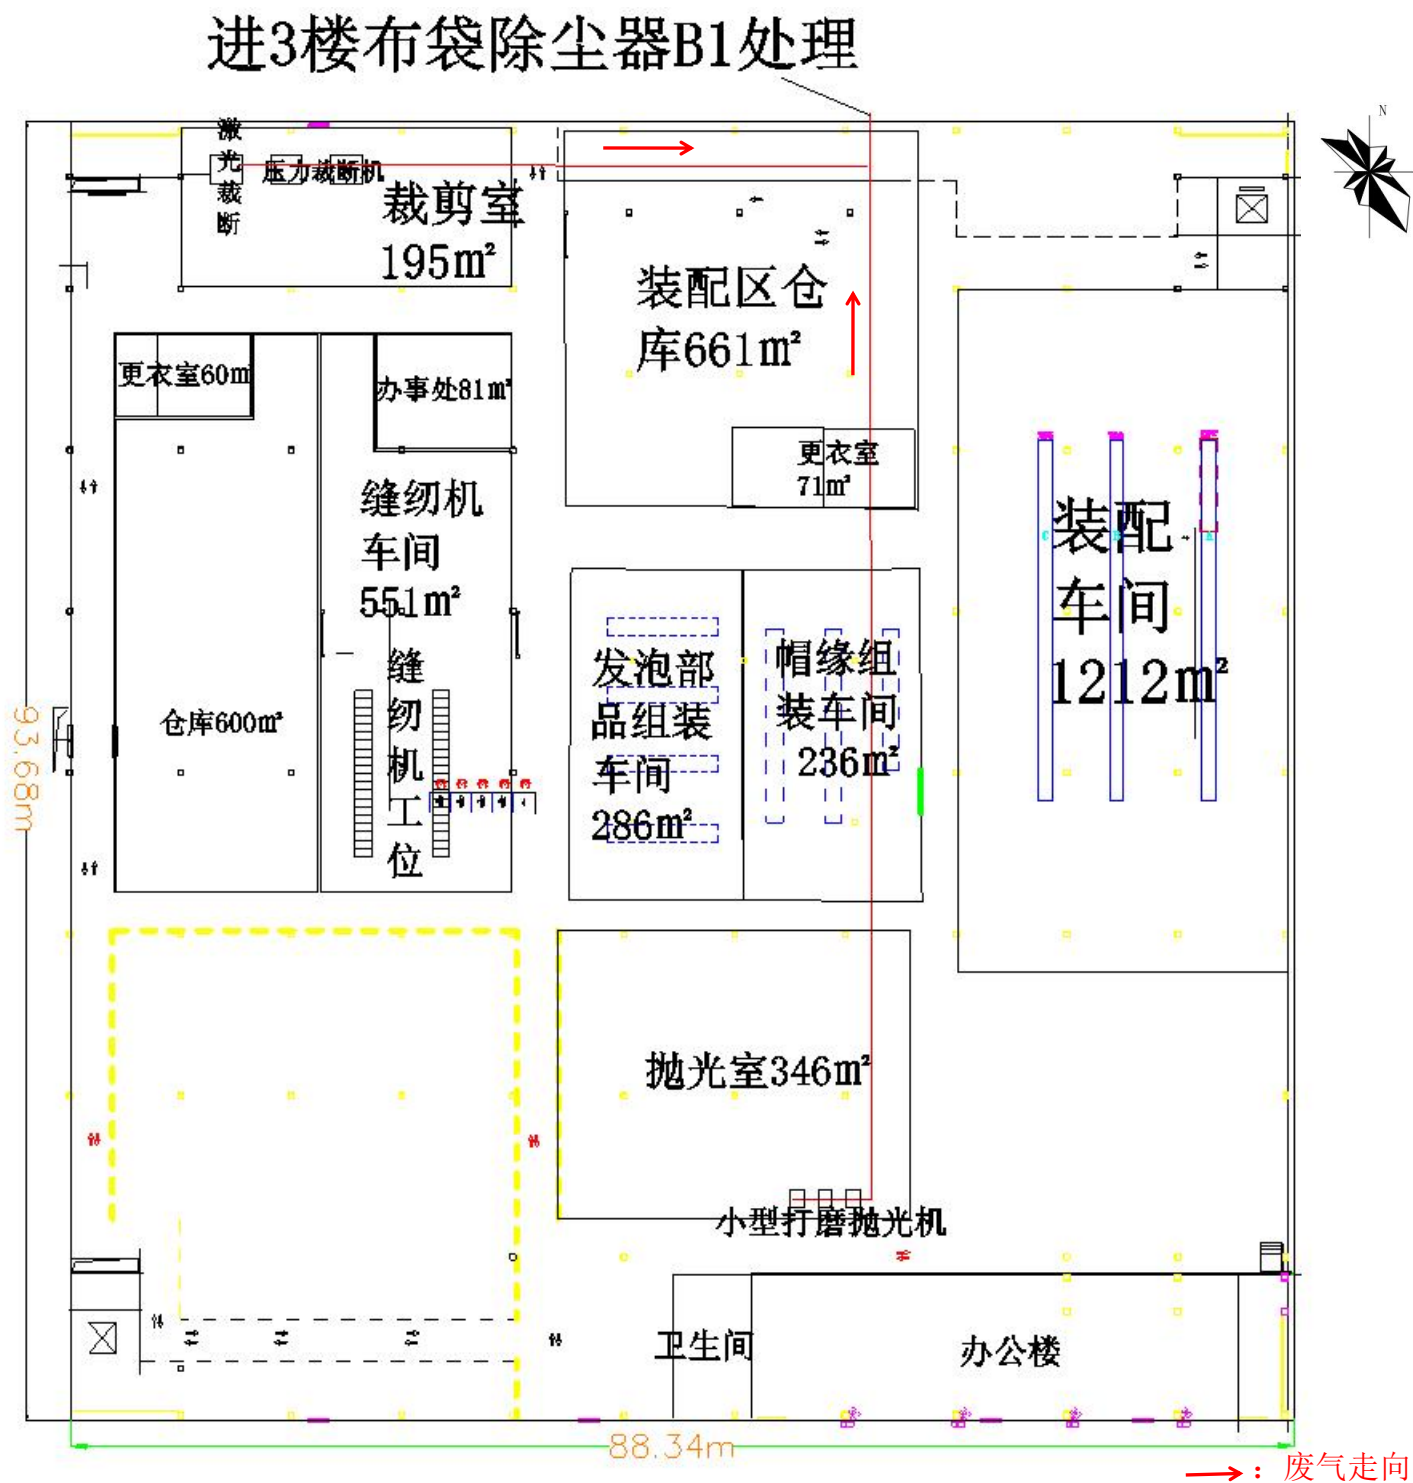 进3楼布袋除尘器B1处理
N
激光裁断
压力裁断机
裁剪室
195m²
装配区仓
库661m²
更衣室60m²
办事处81m²
更衣室
71m²
缝纫机
车间
551m²
装配
车间
1212m²
发泡部
品组装
车间
286m²
帽缘组
装车间
236m²
缝纫机工位
仓库600m²
93.68m
抛光室346m²
小型打磨抛光机
卫生间
办公楼
88.34m
：废气走向